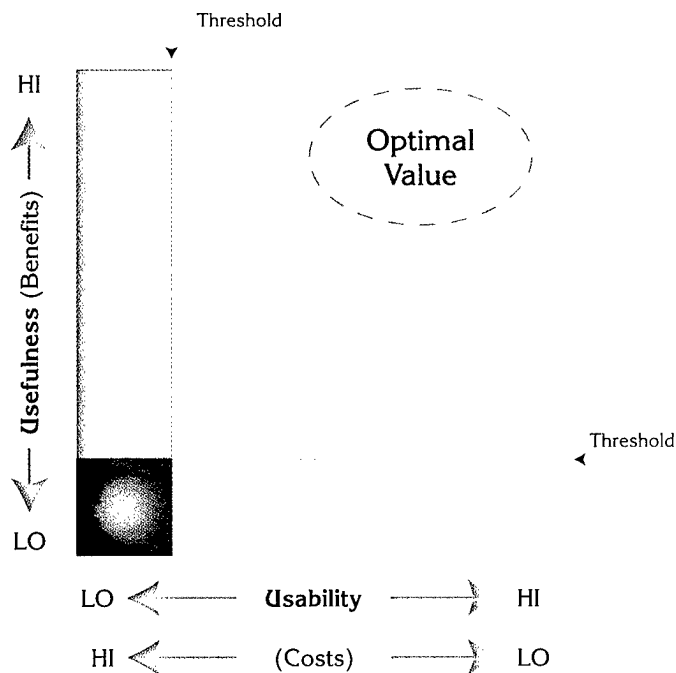 Threshold
HI
Optimal
Value
Usefulness (Benefits)
Threshold
LO
LO Usability HI
HI (Costs) LO